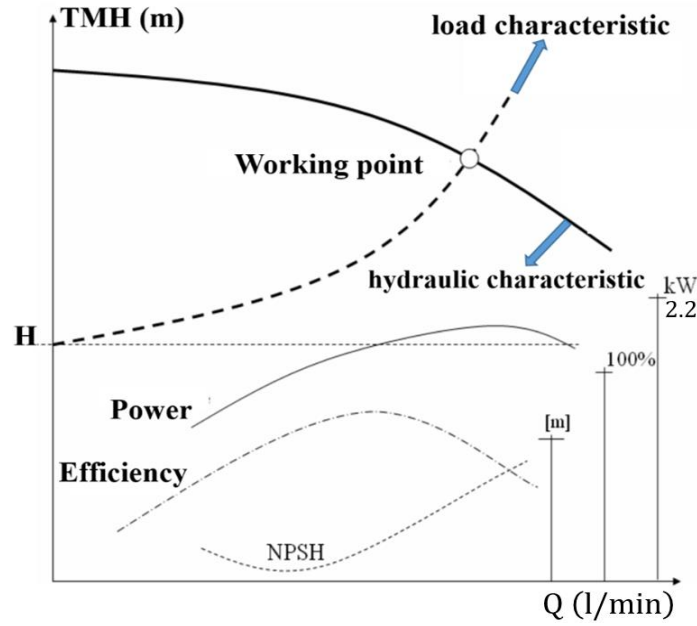 TMH (m)
load characteristic
Working point
hydraulic characteristic
kW
2.2
H
100%
Power
[m]
Efficiency
NPSH
Q (l/min)